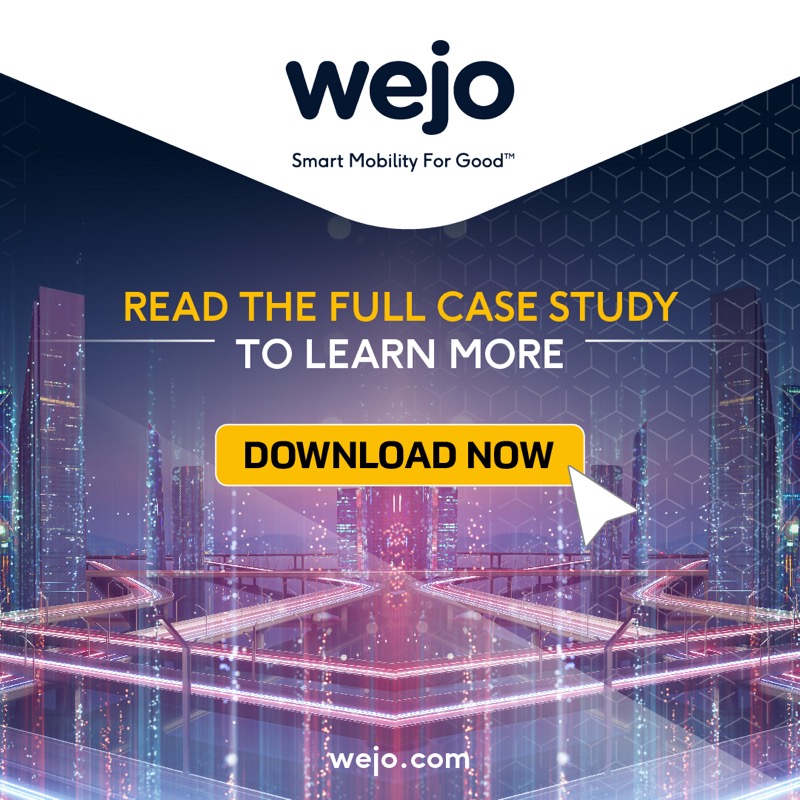 wejo
Smart Mobility For Good™
READ THE FULL CASE STUDY
TO LEARN MORE
DOWNLOAD NOW
wejo.com